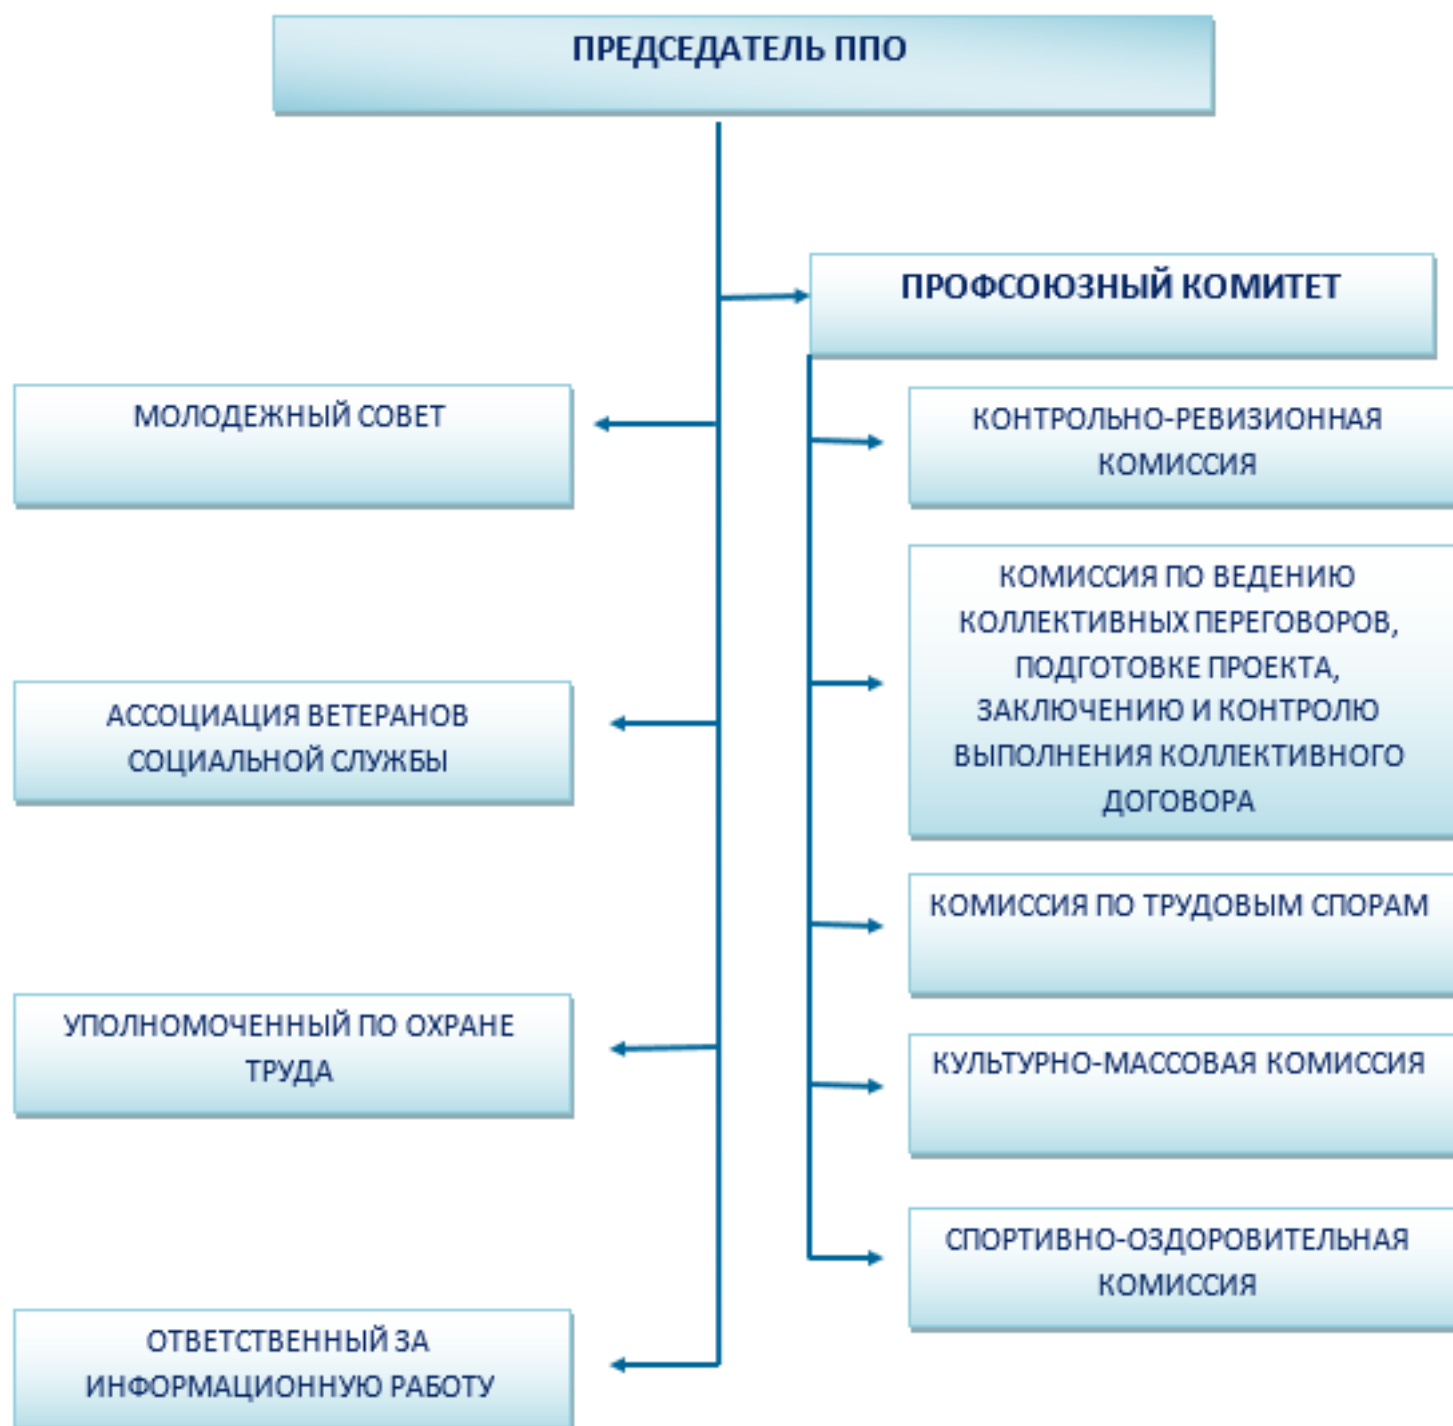 ПРЕДСЕДАТЕЛЬ ППО
ПРОФСОЮЗНЫЙ КОМИТЕТ
МОЛОДЕЖНЫЙ СОВЕТ
АССОЦИАЦИЯ ВЕТЕРАНОВ
СОЦИАЛЬНОЙ СЛУЖБЫ
УПОЛНОМОЧЕННЫЙ ПО ОХРАНЕ
ТРУДА
ОТВЕТСТВЕННЫЙ ЗА
ИНФОРМАЦИОННУЮ РАБОТУ
КОНТРОЛЬНО-РЕВИЗИОННАЯ
КОМИССИЯ
КОМИССИЯ ПО ВЕДЕНИЮ
КОЛЛЕКТИВНЫХ ПЕРЕГОВОРОВ,
ПОДГОТОВКЕ ПРОЕКТА,
ЗАКЛЮЧЕНИЮ И КОНТРОЛЮ
ВЫПОЛНЕНИЯ КОЛЛЕКТИВНОГО
ДОГОВОРА
КОМИССИЯ ПО ТРУДОВЫМ СПОРАМ
КУЛЬТУРНО-МАССОВАЯ КОМИССИЯ
СПОРТИВНО-ОЗДОРОВИТЕЛЬНАЯ
КОМИССИЯ